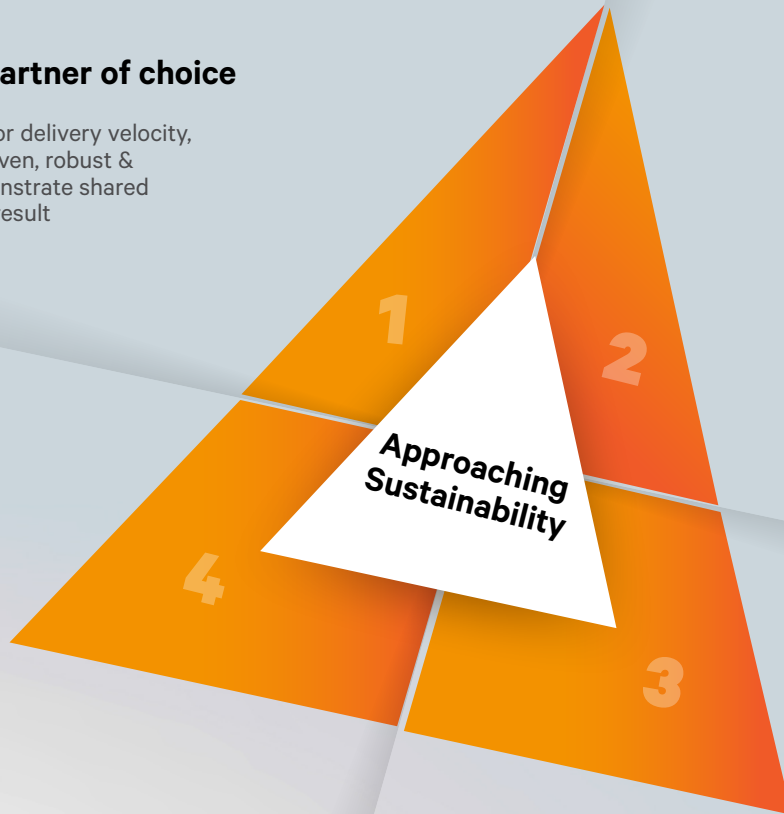 artner of choice
or delivery velocity,
ven, robust &
nstrate shared
esult
1
2
Approaching
Sustainability
4
3